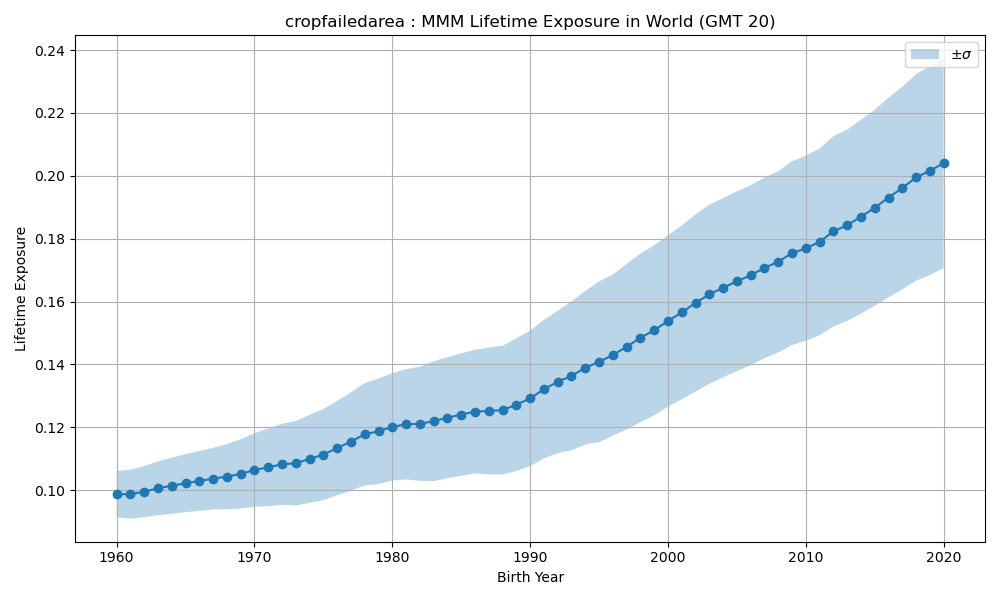 cropfailedarea : MMM Lifetime Exposure in World (GMT 20)
±σ
Lifetime Exposure
0.24
0.22
0.20
0.18
0.16
0.14
0.12
0.10
1960 1970 1980 1990 2000 2010 2020
Birth Year